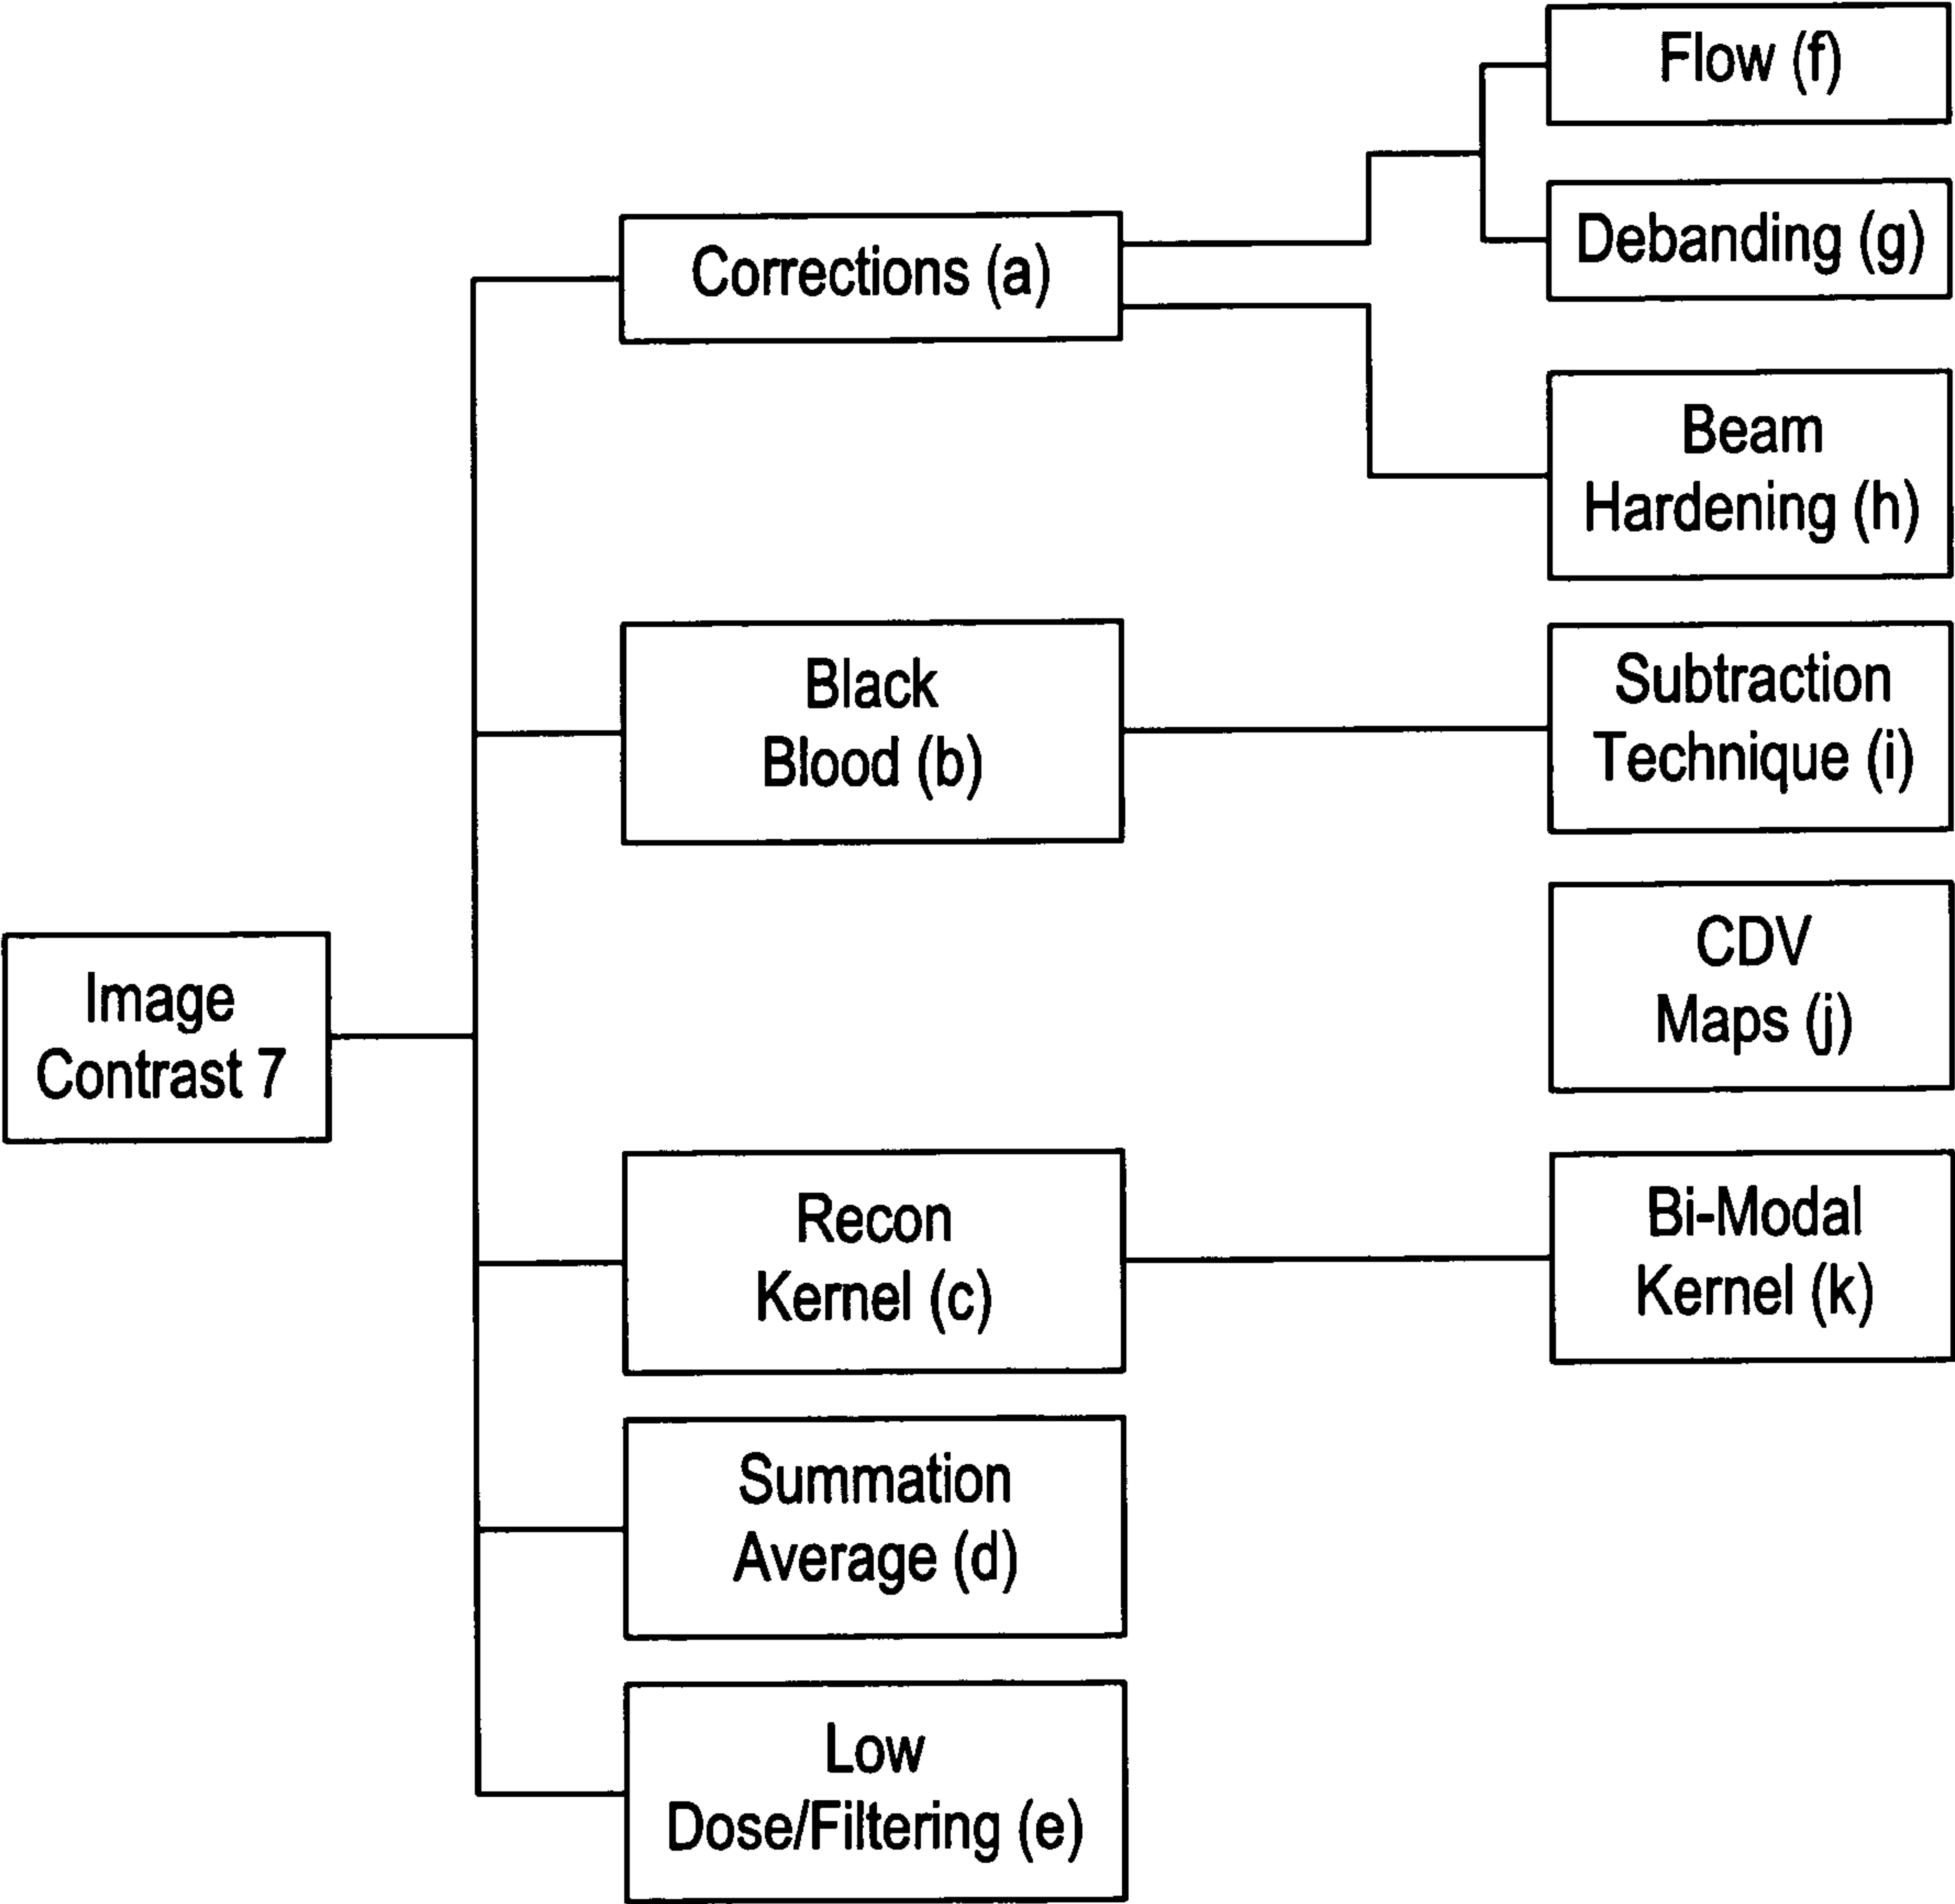 Flow (f)
Debanding (g)
Corrections (a)
Beam
Hardening (h)
Black
Blood (b)
Subtraction
Technique (i)
CDV
Maps (j)
Image
Contrast 7
Recon
Kernel (c)
Bi-Modal
Kernel (k)
Summation
Average (d)
Low
Dose/Filtering (e)